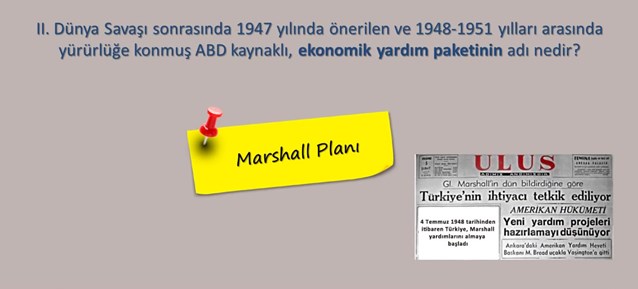 II. Dünya Savaşı sonrasında 1947 yılında önerilen ve 1948-1951 yılları arasında
yürürlüğe konmuş ABD kaynaklı, ekonomik yardım paketinin adı nedir?
Marshall Planı
ULUS
Gl. Marshall'in dün bildirdiğine göre
Türkiye'nin ihtiyacı tetkik ediliyor
AMERİKAN HÜKÜMETİ
Yeni yardım projeleri
hazırlamayı düşünüyor
4 Temmuz 1948 tarihinden
itibaren Türkiye, Marshall
yardımlarını almaya
başladı
Ankara'daki Amerikan Yardım Heyeti
Başkanı M. Broad uçakla Vaşington'a gitti